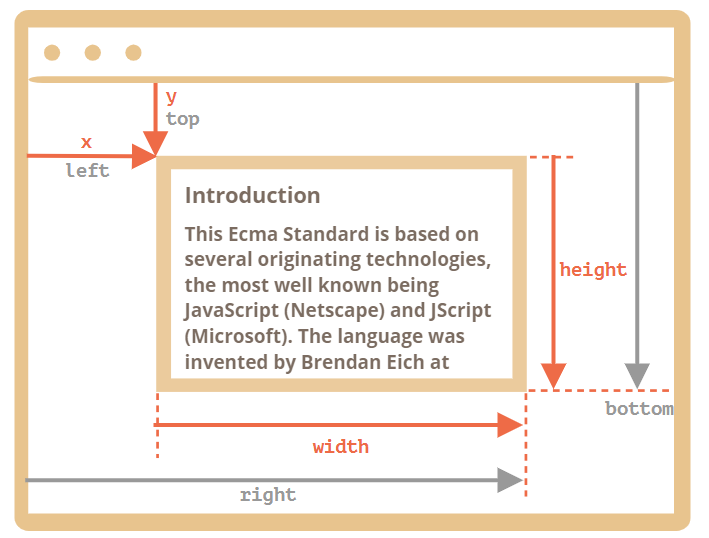 y
top
x
left
Introduction
This Ecma Standard is based on
several originating technologies,
the most well known being
JavaScript (Netscape) and JScript
(Microsoft). The language was
invented by Brendan Eich at
height
bottom
width
right